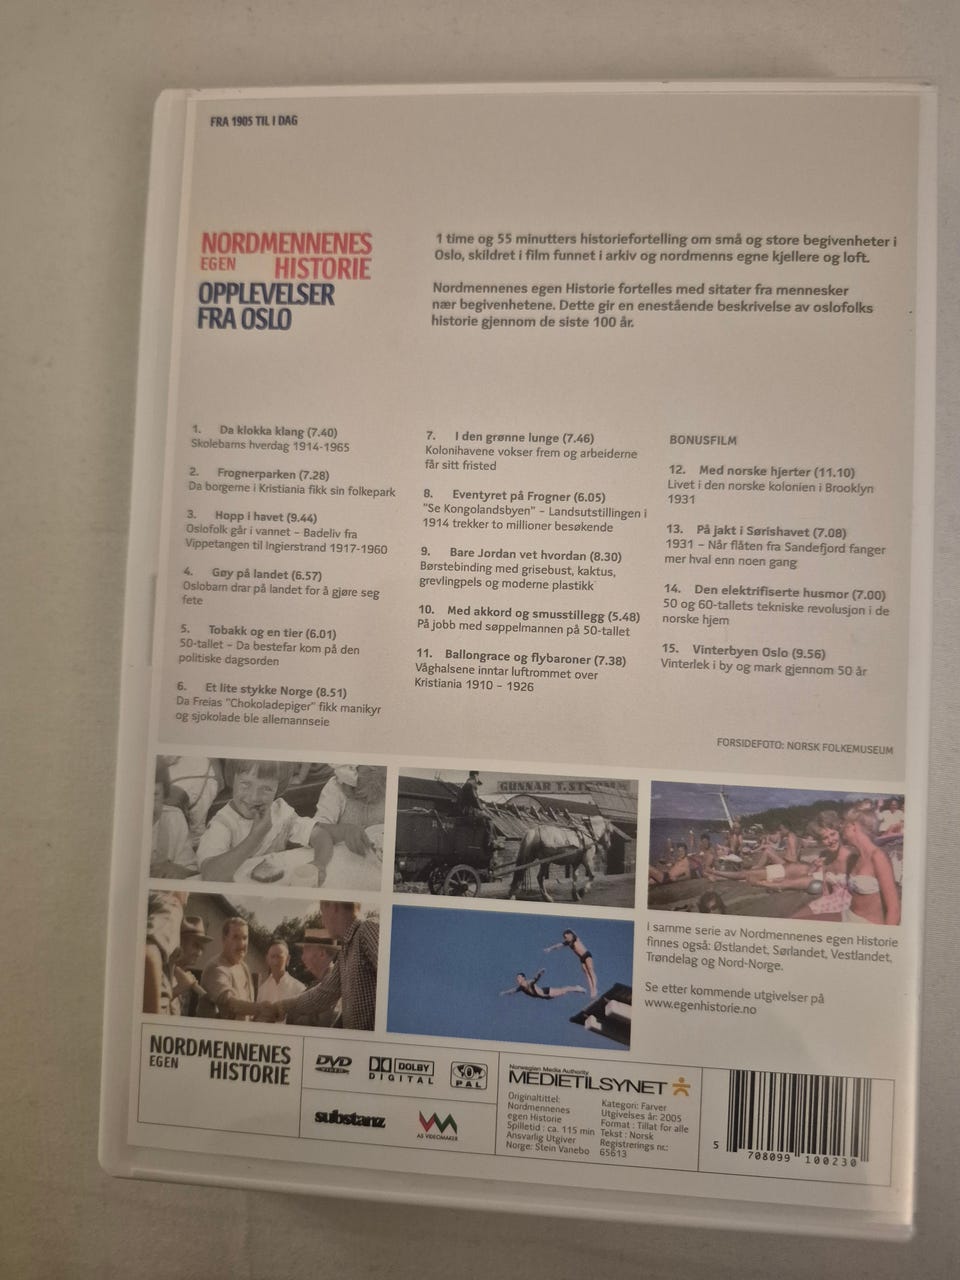 FRA 1905 TIL I DAG
NORDMENNENES
EGEN HISTORIE
OPPLEVELSER
FRA OSLO
1 time og 55 minutters historiefortelling om små og store begivenheter i
Oslo, skildret i film funnet i arkiv og nordmenns egne kjellere og loft.
Nordmennenes egen Historie fortelles med sitater fra mennesker
nær begivenhetene. Dette gir en enestående beskrivelse av oslofolks
historie gjennom de siste 100 år.
1. Da klokka klang (7.40)
Skolebarns hverdag 1914-1965
2. Frognerparken (7.28)
Da borgerne i Kristiania fikk sin folkepark
3. Hopp i havet (9.44)
Oslofolk går i vannet - Badeliv fra
Vippetangen til Ingierstrand 1917-1960
4. Gøy på landet (6.57)
Oslobarn drar på landet for å gjøre seg
fete
5. Tobakk og en tier (6.01)
50-tallet - Da bestefar kom på den
politiske dagsorden
6. Et lite stykke Norge (8.51)
Da Freias "Chokoladepiger" fikk manikyr
og sjokolade ble allemannseie
7. I den grønne lunge (7.46)
Kolonihavene vokser frem og arbeiderne
får sitt fristed
8. Eventyret på Frogner (6.05)
"Se Kongolandsbyen" - Landsutstillingen i
1914 trekker to millioner besøkende
9. Bare Jordan vet hvordan (8.30)
Børstebinding med grisebust, kaktus,
grevlingpels og moderne plastikk
10. Med akkord og smusstillegg (5.48)
På jobb med søppelmannen på 50-tallet
11. Ballongrace og flybaroner (7.38)
Våghalsene inntar luftrommet over
Kristiania 1910 - 1926
BONUSFILM
12. Med norske hjerter (11.10)
Livet i den norske kolonien i Brooklyn
1931
13. På jakt i Sørishavet (7.08)
1931 - Når flåten fra Sandefjord fanger
mer hval enn noen gang
14. Den elektrifiserte husmor (7.00)
50 og 60-tallets tekniske revolusjon i de
norske hjem
15. Vinterbyen Oslo (9.56)
Vinterlek i by og mark gjennom 50 år
FORSIDEFOTO: NORSK FOLKEMUSEUM
GUNNAR T.
I samme serie av Nordmennenes egen Historie
finnes også: Østlandet, Sørlandet, Vestlandet,
Trøndelag og Nord-Norge.
Se etter kommende utgivelser på
www.egenhistorie.no
NORDMENNENES
EGEN HISTORIE
DVD
VIDEO
DOLBY
DIGITAL
PAL
substanz
AS VIDEOMAKER
Norwegian Media Authority
MEDIETILSYNET
Originaltittel:
Nordmennenes
egen Historie
Spilletid : ca. 115 min
Ansvarlig Utgiver
Norge: Stein Vanebo
Kategori: Farver
Utgivelses år: 2005
Format : Tillat for alle
Tekst : Norsk
Registrerings nr.:
65613
5 708099 100230